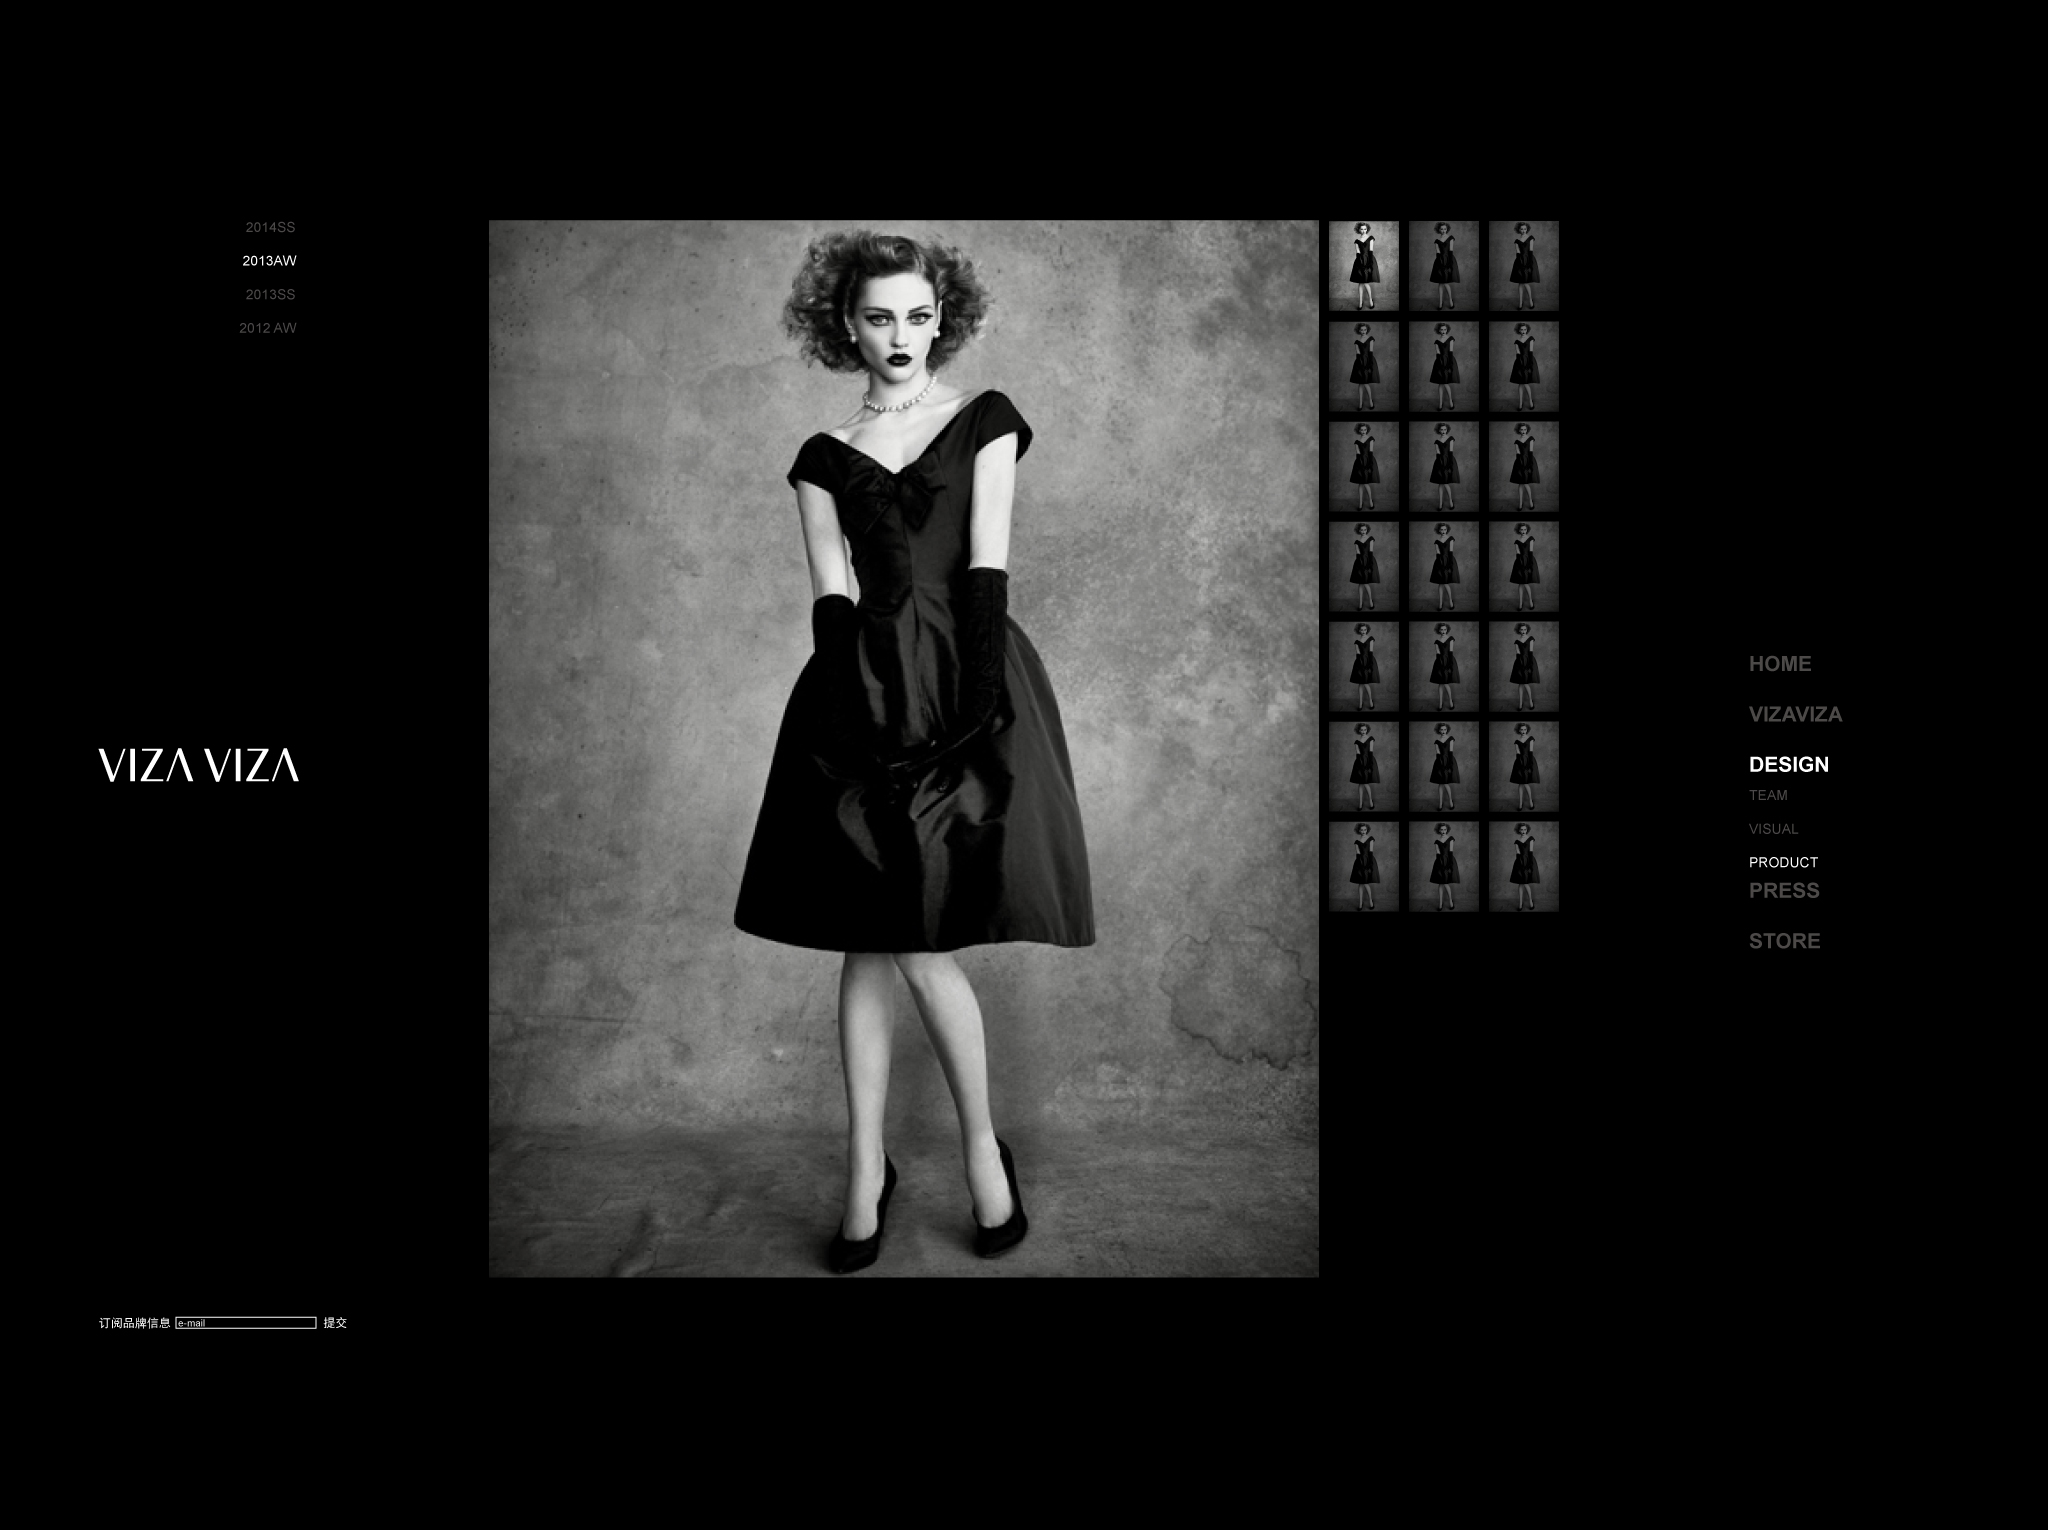 2014SS
2013AW
2013SS
2012 AW
VIZA VIZA
订阅品牌信息 e-mail 提交
HOME
VIZAVIZA
DESIGN
TEAM
VISUAL
PRODUCT
PRESS
STORE